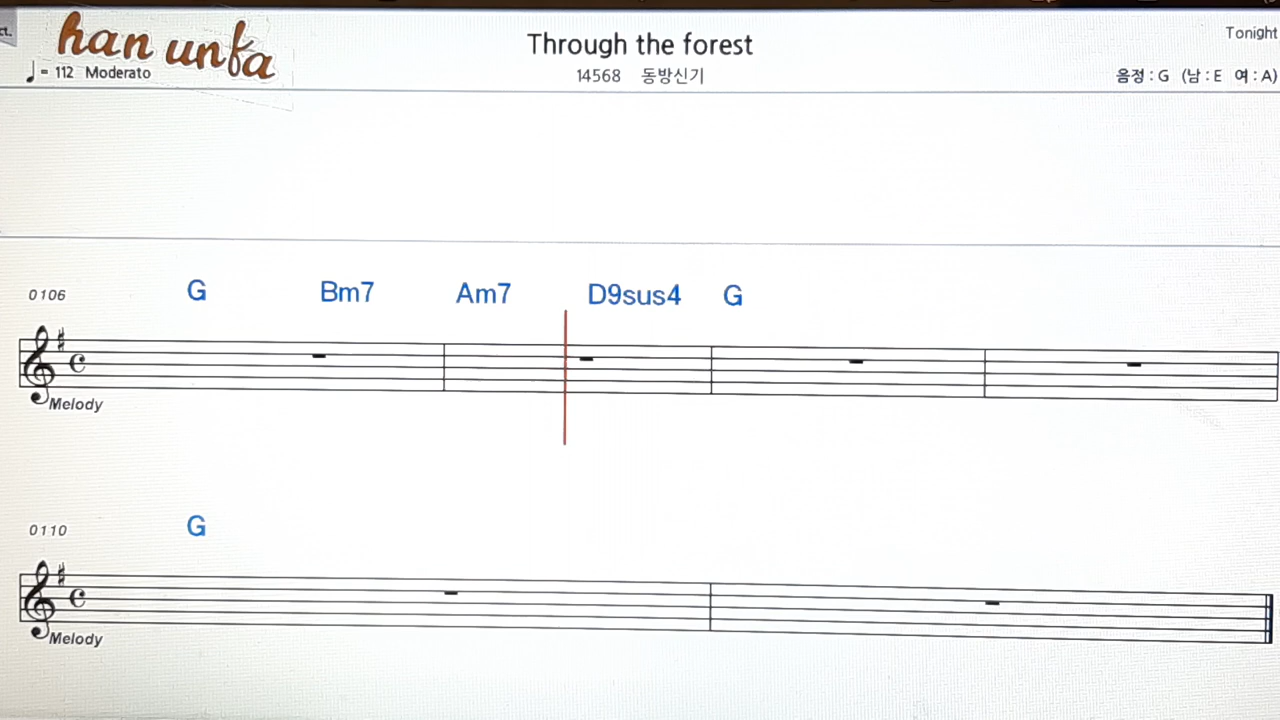 ct.
han unfa
Through the forest
Tonight
♩= 112 Moderato
14568 동방신기
음정 : G (남 : E 여 : A)
0106
G Bm7 Am7 D9sus4 G
Melody
0110
G
Melody